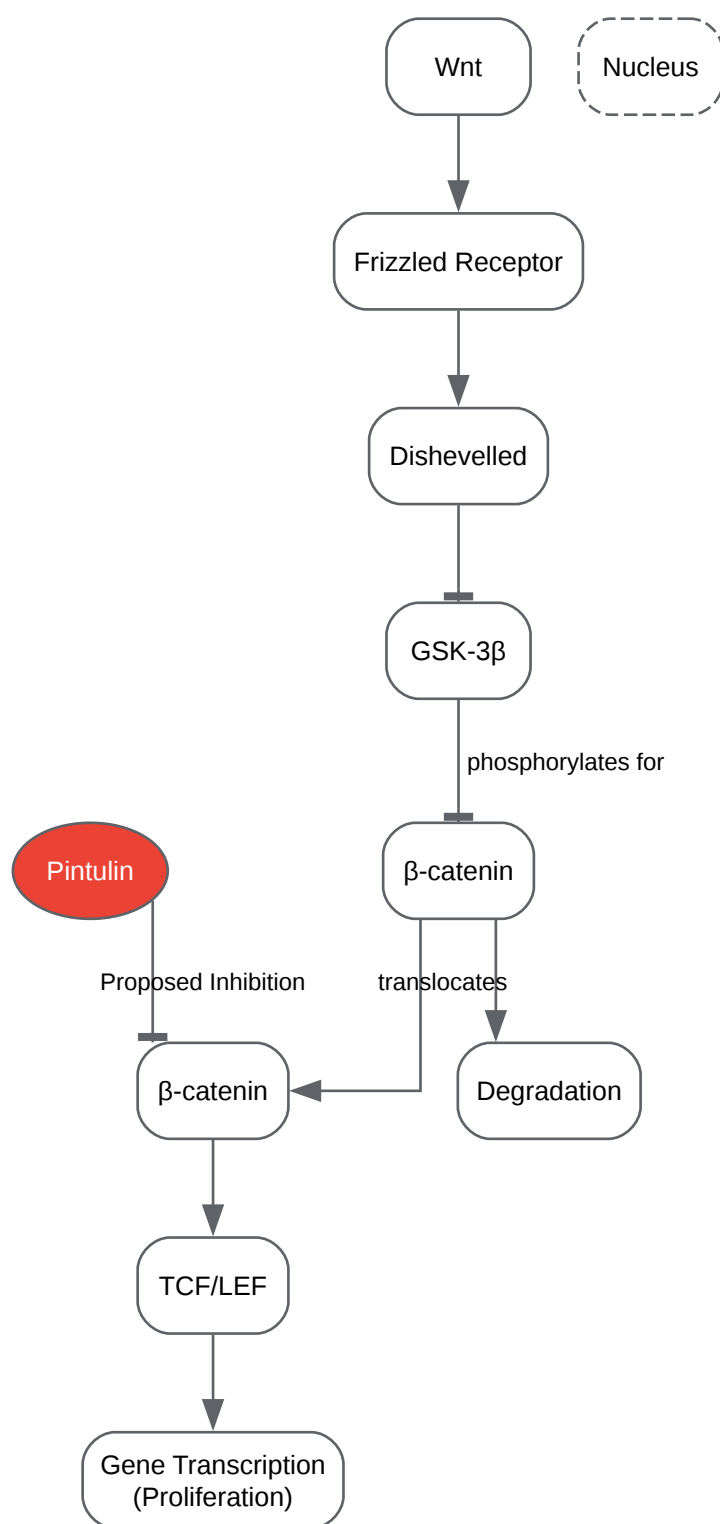 Wnt
Nucleus
Frizzled Receptor
Dishevelled
GSK-3β
phosphorylates for
Pintulin
β-catenin
Proposed Inhibition
translocates
β-catenin
Degradation
TCF/LEF
Gene Transcription
(Proliferation)